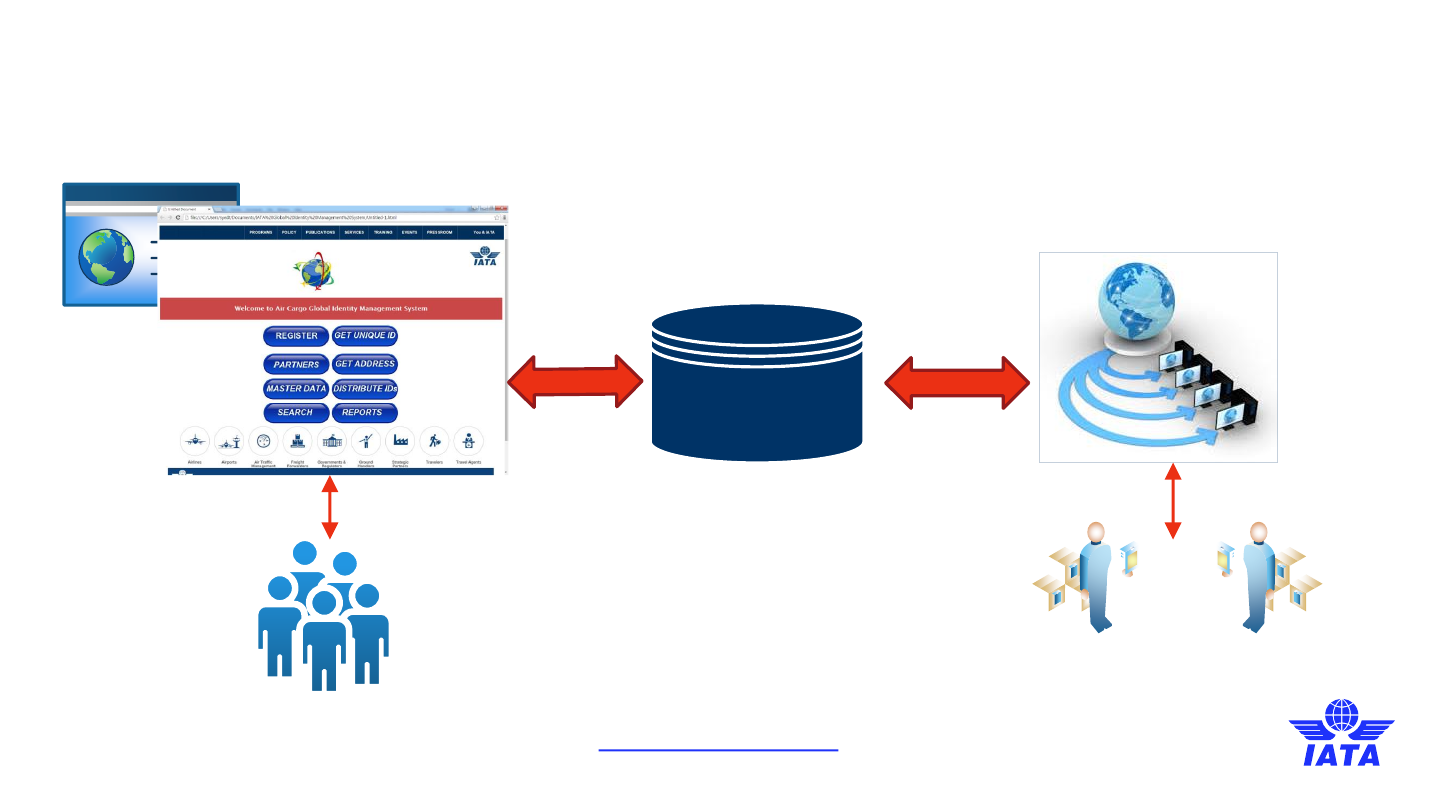 Untitled Document
PROGRAMS POLICY PUBLICATIONS SERVICES TRAINING EVENTS PRESSROOM You & IATA
IATA
Welcome to Air Cargo Global Identity Management System
REGISTER GET UNIQUE ID
PARTNERS GET ADDRESS
MASTER DATA DISTRIBUTE IDs
SEARCH REPORTS
Airlines Airports Air Traffic Freight Governments & Ground Strategic Travelers Travel Agents
Management Forwarders Regulators Handlers Partners
IATA